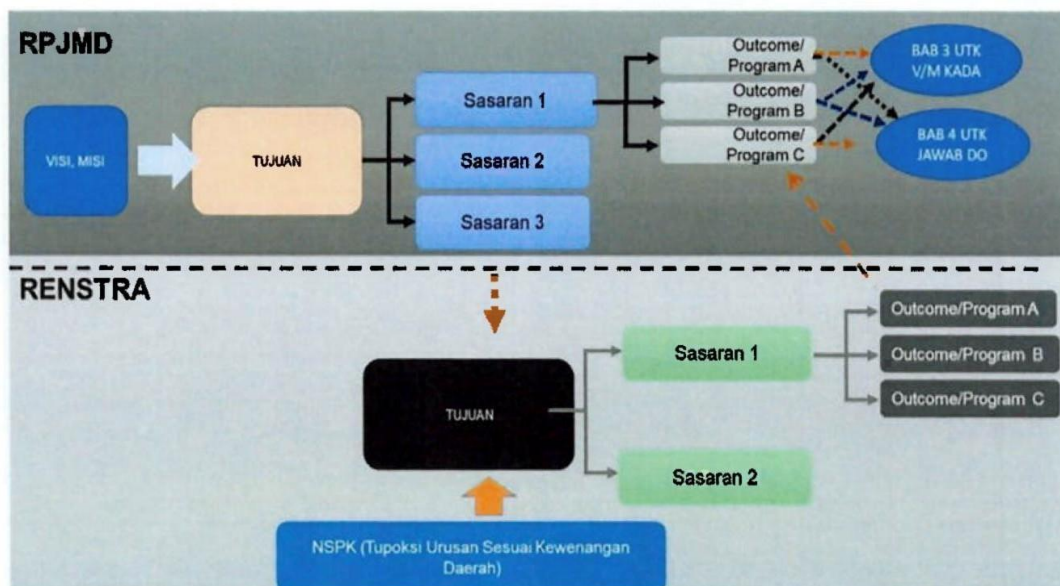 RPJMD
VISI, MISI
TUJUAN
Sasaran 1
Sasaran 2
Sasaran 3
Outcome/
Program A
Outcome/
Program B
Outcome/
Program C
BAB 3 UTK
V/M KADA
BAB 4 UTK
JAWAB DO
RENSTRA
TUJUAN
Sasaran 1
Sasaran 2
Outcome/Program A
Outcome/Program B
Outcome/Program C
NSPK (Tupoksi Urusan Sesuai Kewenangan
Daerah)